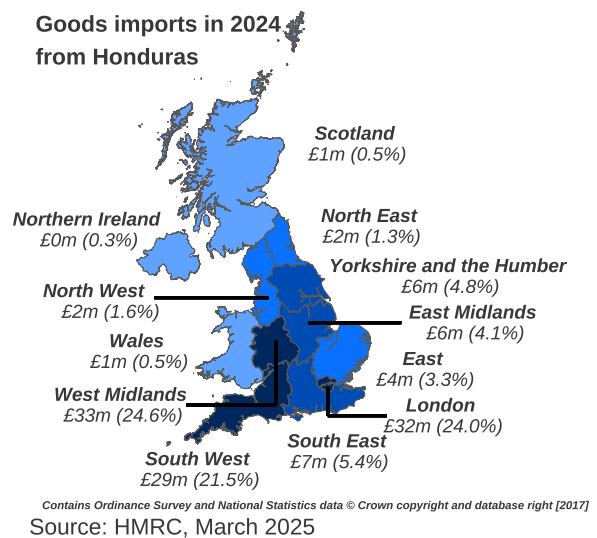 Goods imports in 2024
from Honduras
Scotland
£1m (0.5%)
Northern Ireland
£0m (0.3%)
North East
£2m (1.3%)
Yorkshire and the Humber
£6m (4.8%)
North West
£2m (1.6%)
East Midlands
£6m (4.1%)
Wales
£1m (0.5%)
East
£4m (3.3%)
West Midlands
£33m (24.6%)
London
£32m (24.0%)
South East
£7m (5.4%)
South West
£29m (21.5%)
Contains Ordinance Survey and National Statistics data © Crown copyright and database right [2017]
Source: HMRC, March 2025